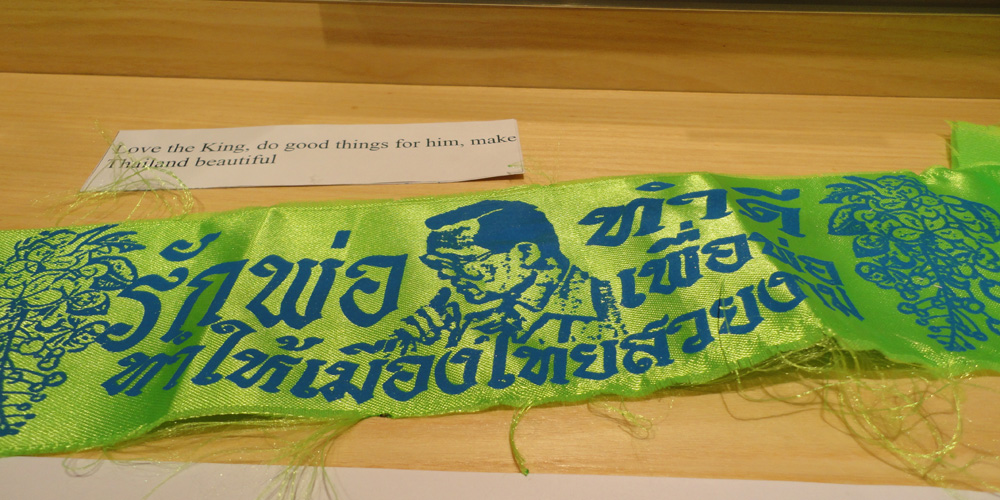 Love the King, do good things for him, make
Thailand beautiful
รักพ่อ
ทำดี
เพื่อพ่อ
ทำให้เมืองไทยสวยงาม